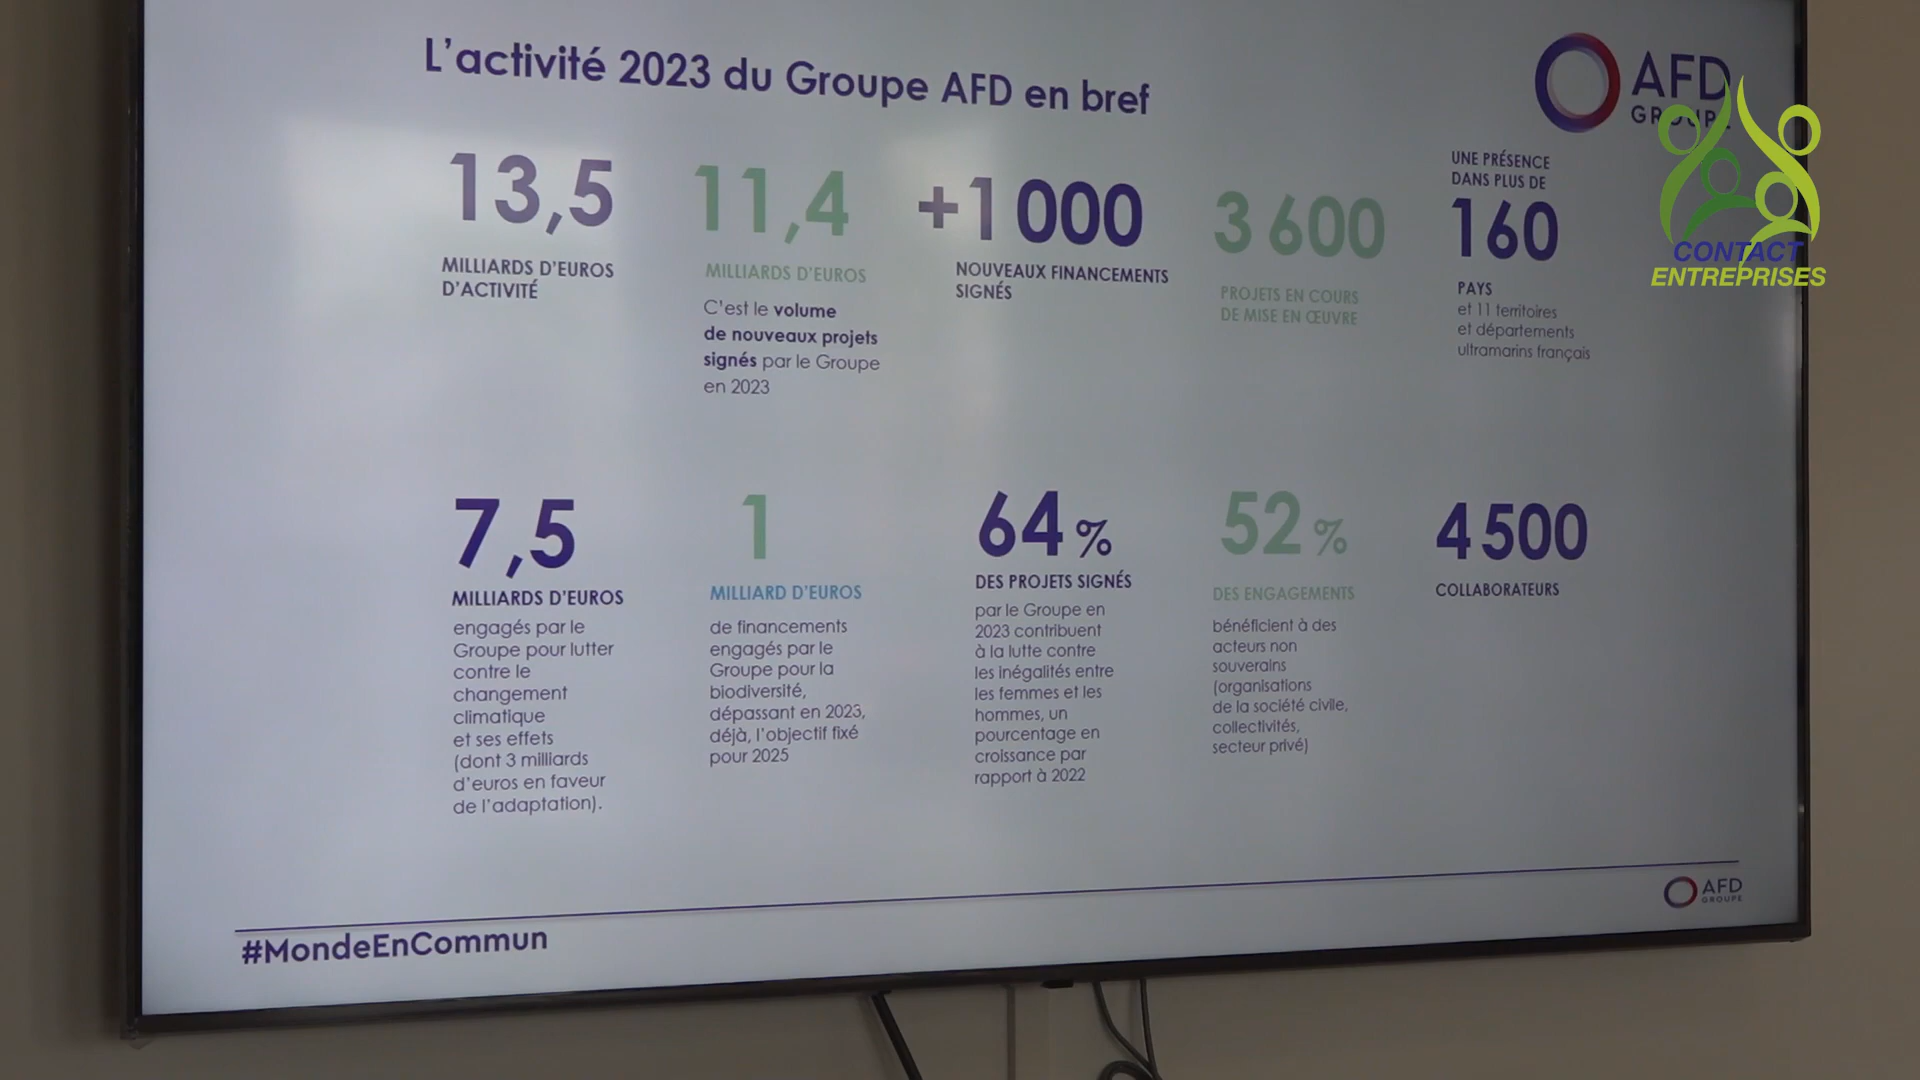 L'activité 2023 du Groupe AFD en bref
AFD
GROUPE
CONTACT
ENTREPRISES
13,5
MILLIARDS D'EUROS
D'ACTIVITÉ
11,4
MILLIARDS D'EUROS
C'est le volume
de nouveaux projets
signés par le Groupe
en 2023
+1 000
NOUVEAUX FINANCEMENTS
SIGNÉS
3 600
PROJETS EN COURS
DE MISE EN ŒUVRE
UNE PRÉSENCE
DANS PLUS DE
160
PAYS
et 11 territoires
et départements
ultramarins français
7,5
MILLIARDS D'EUROS
engagés par le
Groupe pour lutter
contre le
changement
climatique
et ses effets
(dont 3 milliards
d'euros en faveur
de l'adaptation).
1
MILLIARD D'EUROS
de financements
engagés par le
Groupe pour la
biodiversité,
dépassant en 2023,
déjà, l'objectif fixé
pour 2025
64 %
DES PROJETS SIGNÉS
par le Groupe en
2023 contribuent
à la lutte contre
les inégalités entre
les femmes et les
hommes, un
pourcentage en
croissance par
rapport à 2022
52 %
DES ENGAGEMENTS
bénéficient à des
acteurs non
souverains
(organisations
de la société civile,
collectivités,
secteur privé)
4 500
COLLABORATEURS
#MondeEnCommun
AFD
GROUPE